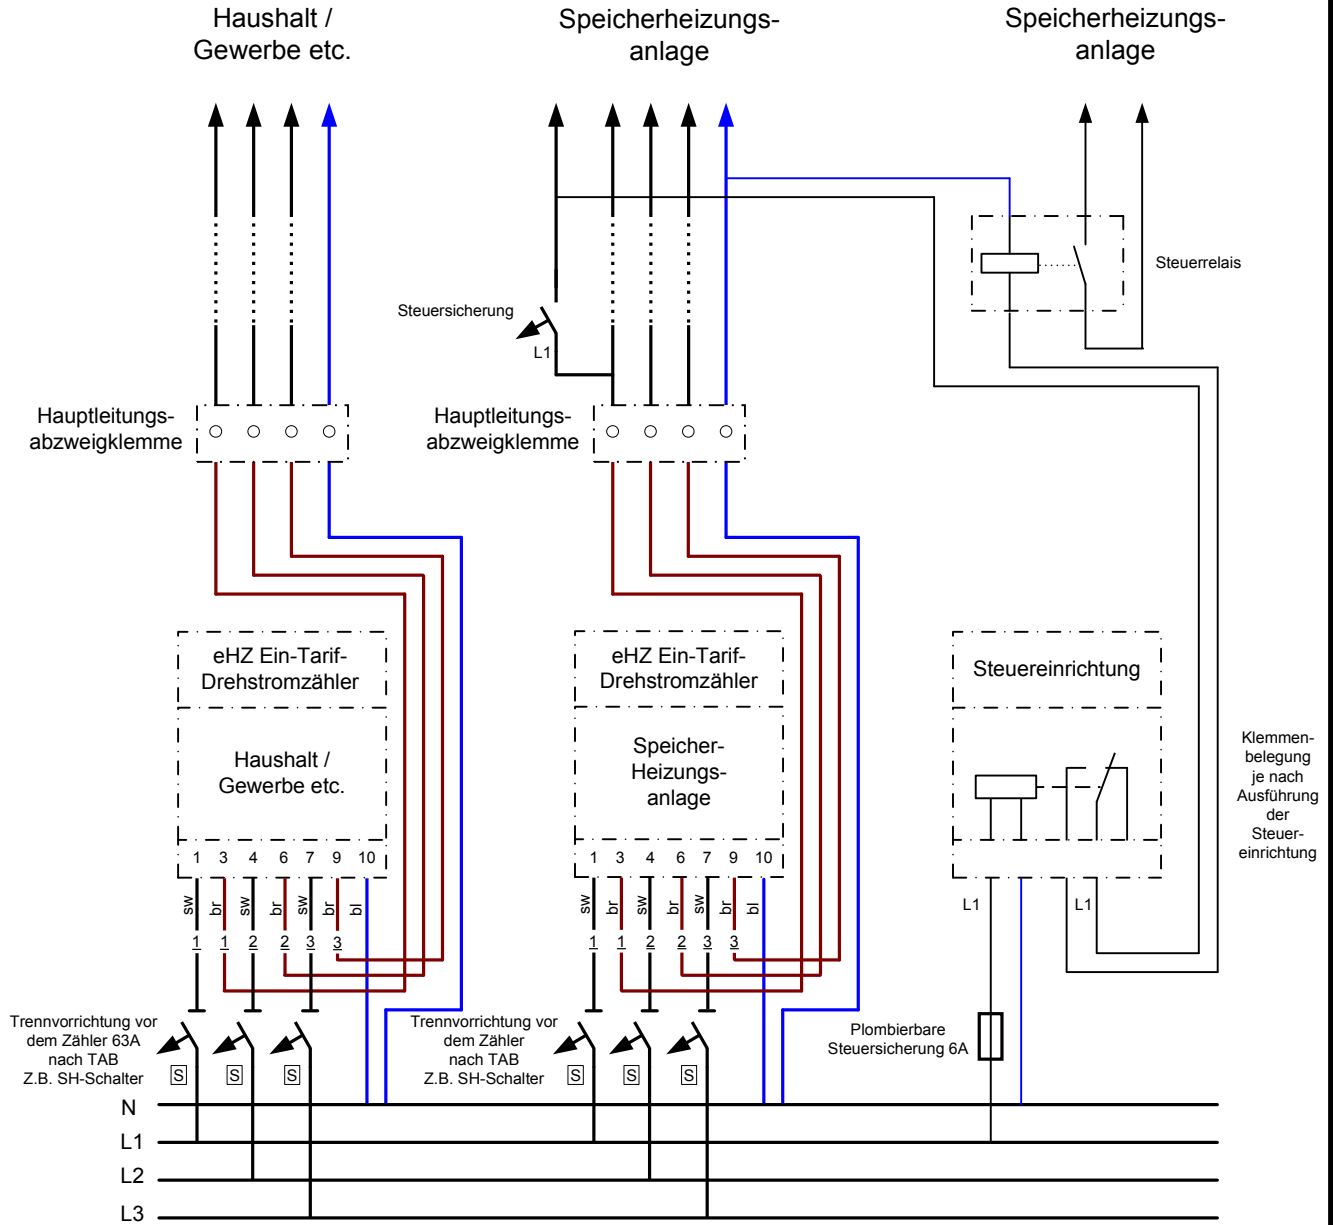 Haushalt /
Gewerbe etc.
Speicherheizungs-
anlage
Speicherheizungs-
anlage
Steuerrelais
Steuersicherung
L1
Hauptleitungs-
abzweigklemme
Hauptleitungs-
abzweigklemme
eHZ Ein-Tarif-
Drehstromzähler
Haushalt /
Gewerbe etc.
1 3 4 6 7 9 10
sw br sw br sw br bl
1 1 2 2 3 3
eHZ Ein-Tarif-
Drehstromzähler
Speicher-
Heizungs-
anlage
1 3 4 6 7 9 10
sw br sw br sw br bl
1 1 2 2 3 3
Steuereinrichtung
L1 L1
Klemmen-
belegung
je nach
Ausführung
der
Steuer-
einrichtung
Trennvorrichtung vor
dem Zähler 63A
nach TAB
Z.B. SH-Schalter
S S S
Trennvorrichtung vor
dem Zähler
nach TAB
Z.B. SH-Schalter
S S S
Plombierbare
Steuersicherung 6A
N
L1
L2
L3